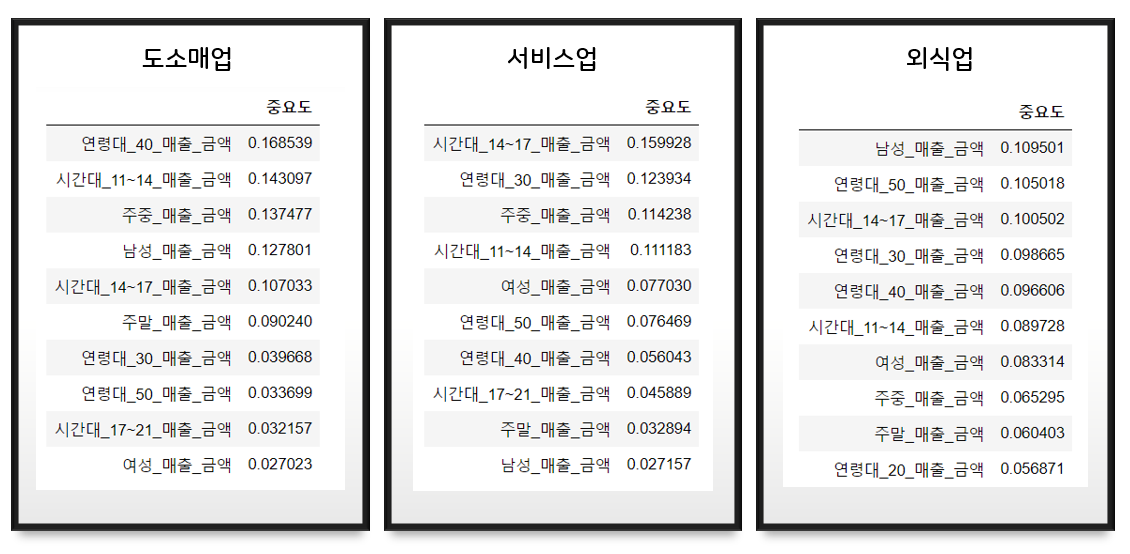 도소매업
중요도
연령대_40_매출_금액 0.168539
시간대_11~14_매출_금액 0.143097
주중_매출_금액 0.137477
남성_매출_금액 0.127801
시간대_14~17_매출_금액 0.107033
주말_매출_금액 0.090240
연령대_30_매출_금액 0.039668
연령대_50_매출_금액 0.033699
시간대_17~21_매출_금액 0.032157
여성_매출_금액 0.027023
서비스업
중요도
시간대_14~17_매출_금액 0.159928
연령대_30_매출_금액 0.123934
주중_매출_금액 0.114238
시간대_11~14_매출_금액 0.111183
여성_매출_금액 0.077030
연령대_50_매출_금액 0.076469
연령대_40_매출_금액 0.056043
시간대_17~21_매출_금액 0.045889
주말_매출_금액 0.032894
남성_매출_금액 0.027157
외식업
중요도
남성_매출_금액 0.109501
연령대_50_매출_금액 0.105018
시간대_14~17_매출_금액 0.100502
연령대_30_매출_금액 0.098665
연령대_40_매출_금액 0.096606
시간대_11~14_매출_금액 0.089728
여성_매출_금액 0.083314
주중_매출_금액 0.065295
주말_매출_금액 0.060403
연령대_20_매출_금액 0.056871